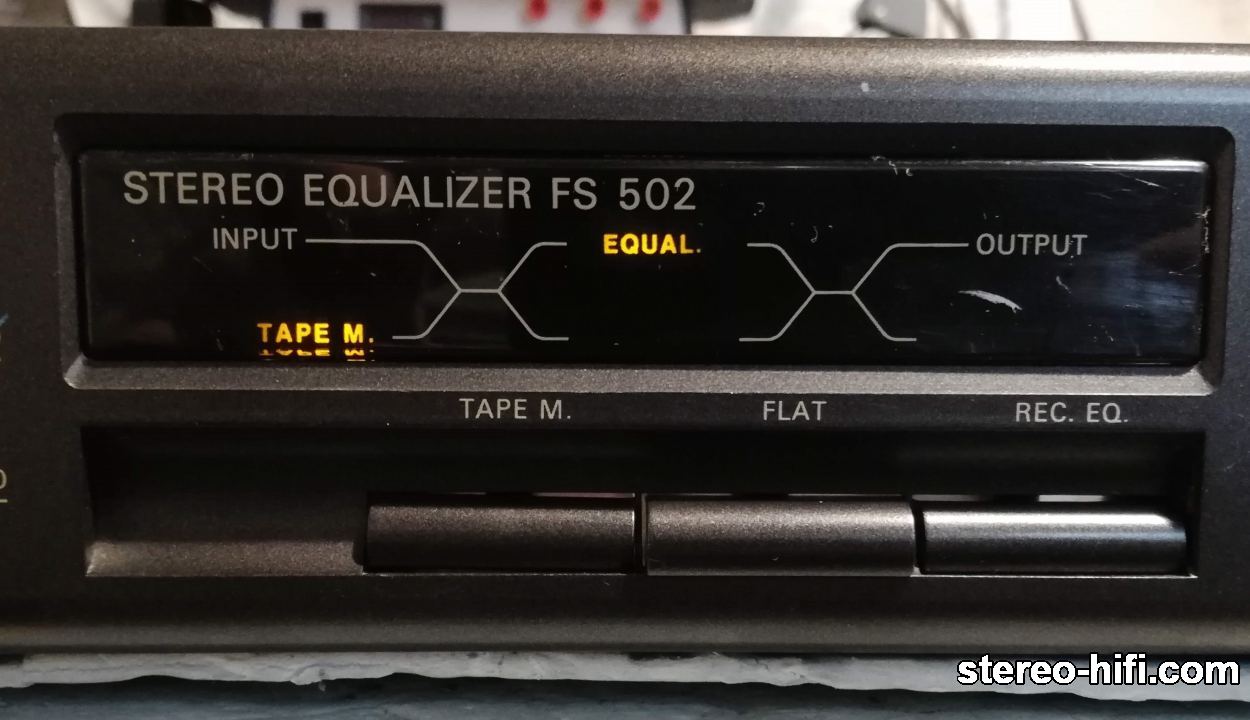 STEREO EQUALIZER FS 502
INPUT EQUAL. OUTPUT
TAPE M.
TAPE M. FLAT REC. EQ.
stereo-hifi.com